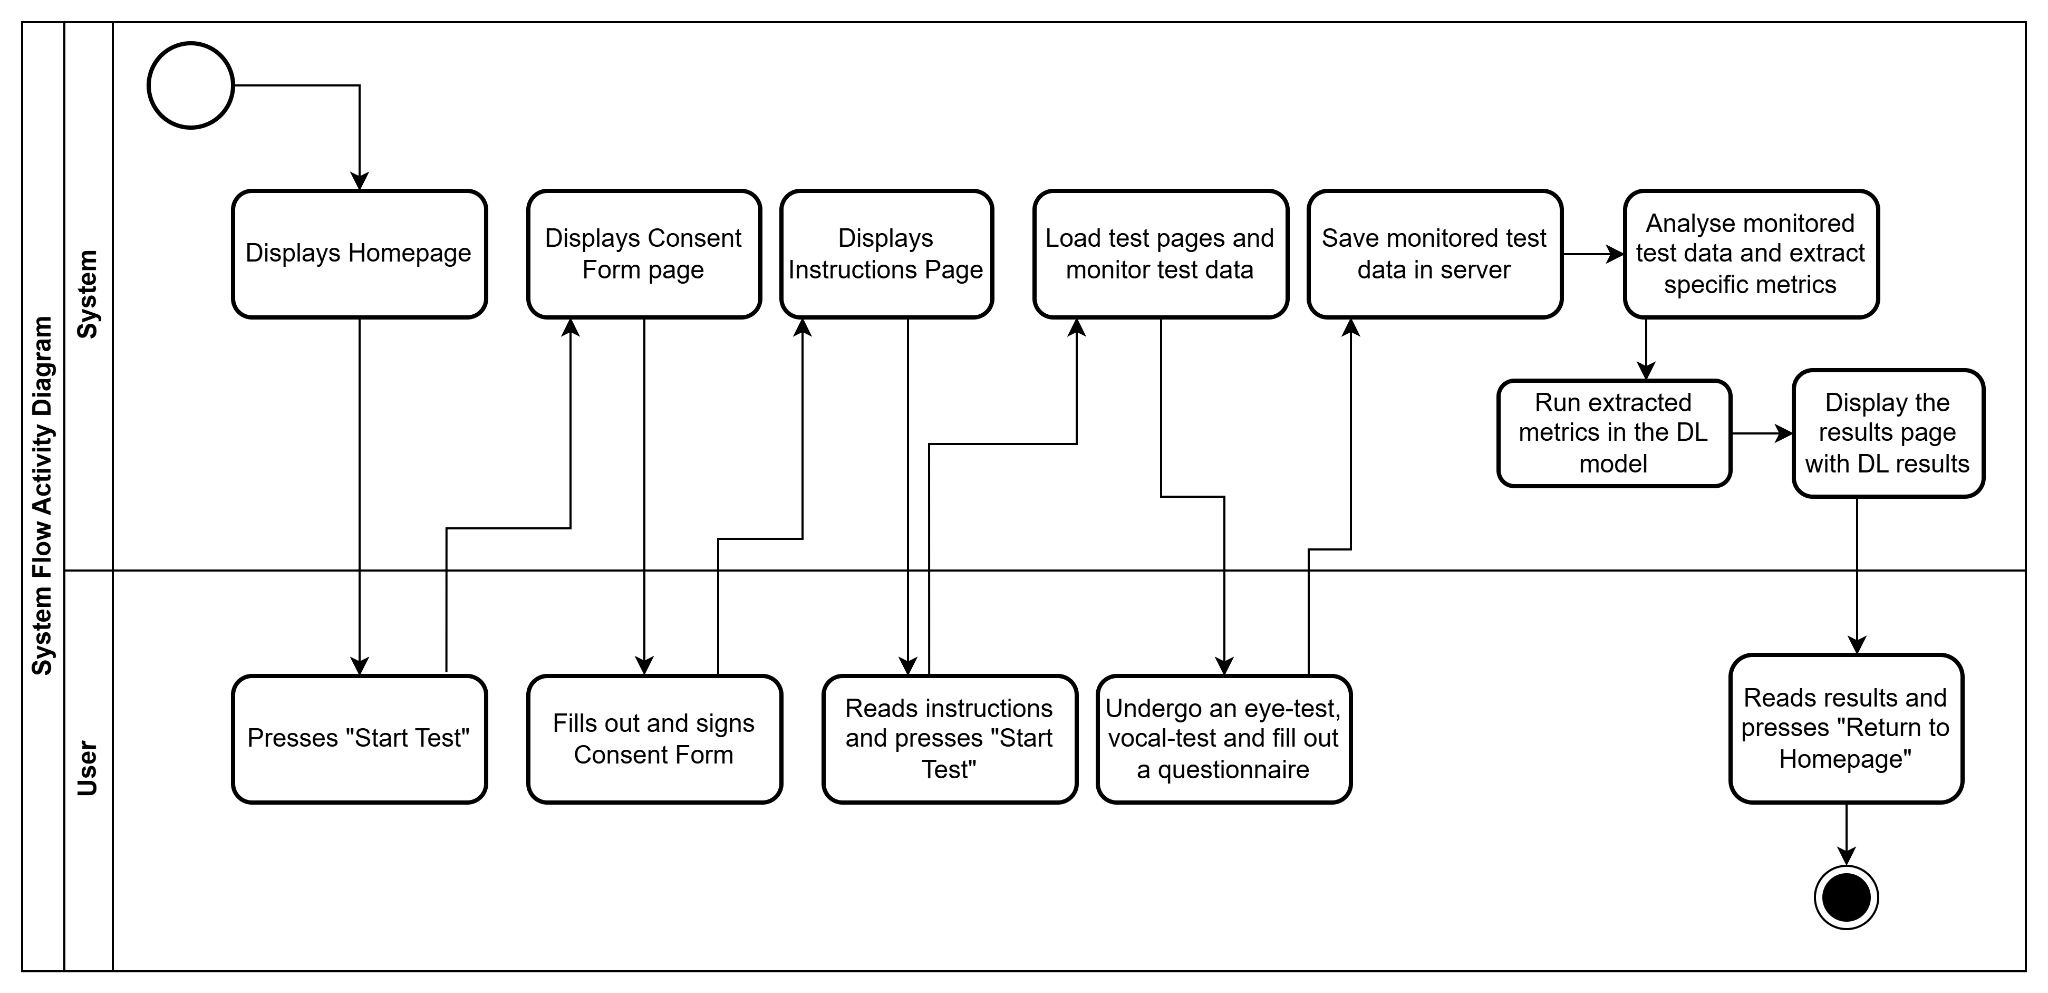 System Flow Activity Diagram
System
Displays Homepage
Displays Consent
Form page
Displays
Instructions Page
Load test pages and
monitor test data
Save monitored test
data in server
Analyse monitored
test data and extract
specific metrics
Run extracted
metrics in the DL
model
Display the
results page
with DL results
User
Presses "Start Test"
Fills out and signs
Consent Form
Reads instructions
and presses "Start
Test"
Undergo an eye-test,
vocal-test and fill out
a questionnaire
Reads results and
presses "Return to
Homepage"